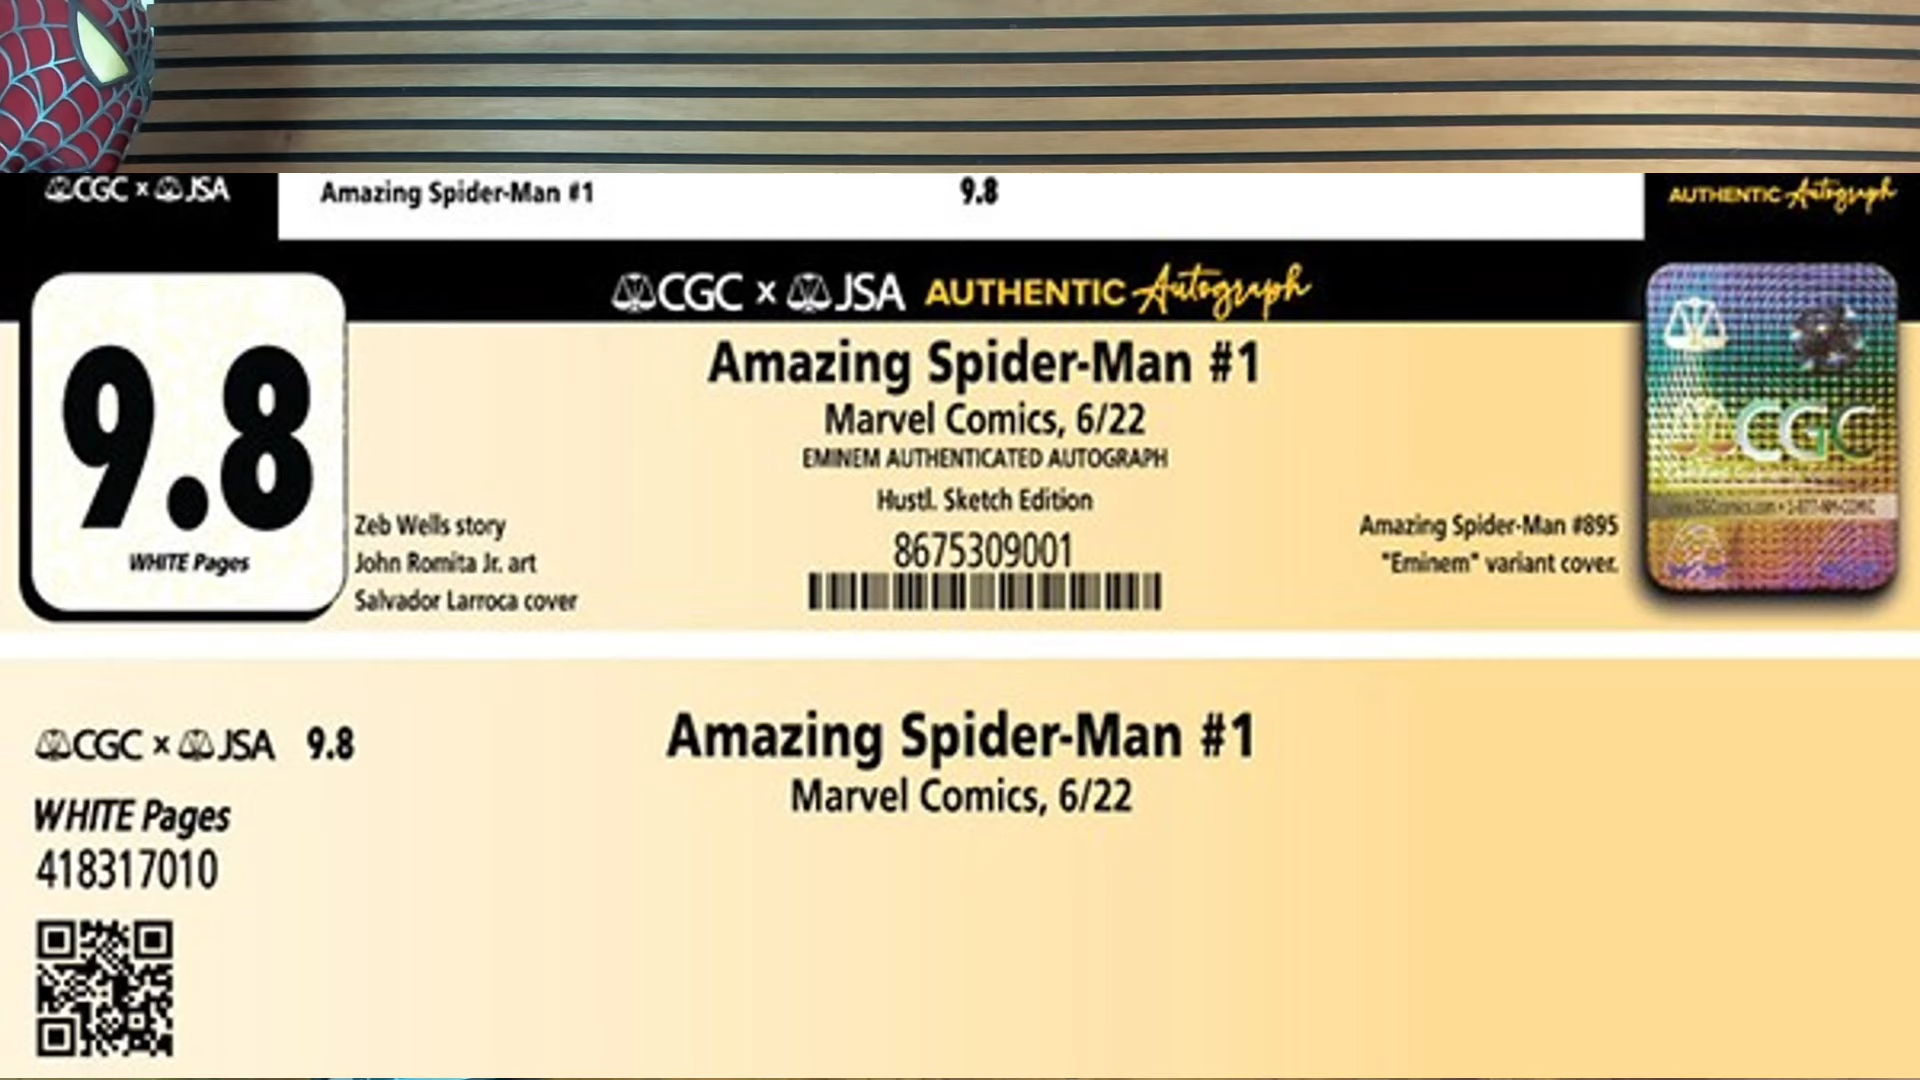 CGC x JSA Amazing Spider-Man #1 9.8 AUTHENTIC Autograph
CGC x JSA AUTHENTIC Autograph
9.8
WHITE Pages
Amazing Spider-Man #1
Marvel Comics, 6/22
EMINEM AUTHENTICATED AUTOGRAPH
Hustl. Sketch Edition
8675309001
Zeb Wells story
John Romita Jr. art
Salvador Larroca cover
Amazing Spider-Man #895
"Eminem" variant cover.
CGC
CGC x JSA 9.8
WHITE Pages
418317010
Amazing Spider-Man #1
Marvel Comics, 6/22